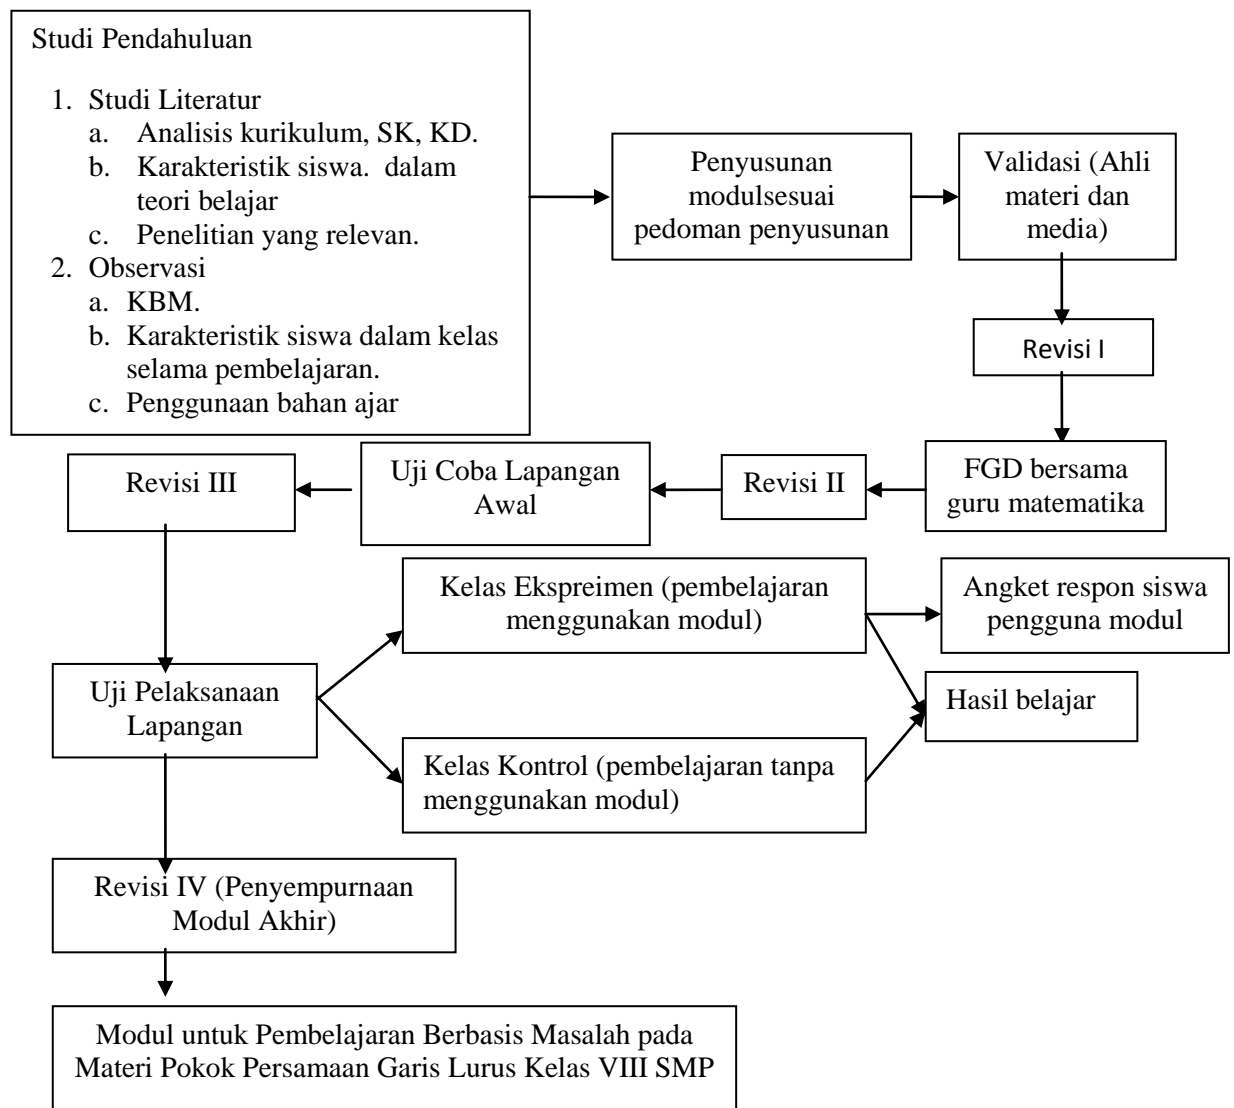 Studi Pendahuluan
1. Studi Literatur
a. Analisis kurikulum, SK, KD.
b. Karakteristik siswa. dalam
teori belajar
c. Penelitian yang relevan.
2. Observasi
a. KBM.
b. Karakteristik siswa dalam kelas
selama pembelajaran.
c. Penggunaan bahan ajar
Penyusunan
modulsesuai
pedoman penyusunan
Validasi (Ahli
materi dan
media)
Revisi I
FGD bersama
guru matematika
Revisi II
Uji Coba Lapangan
Awal
Revisi III
Uji Pelaksanaan
Lapangan
Kelas Ekspreimen (pembelajaran
menggunakan modul)
Angket respon siswa
pengguna modul
Hasil belajar
Kelas Kontrol (pembelajaran tanpa
menggunakan modul)
Revisi IV (Penyempurnaan
Modul Akhir)
Modul untuk Pembelajaran Berbasis Masalah pada
Materi Pokok Persamaan Garis Lurus Kelas VIII SMP